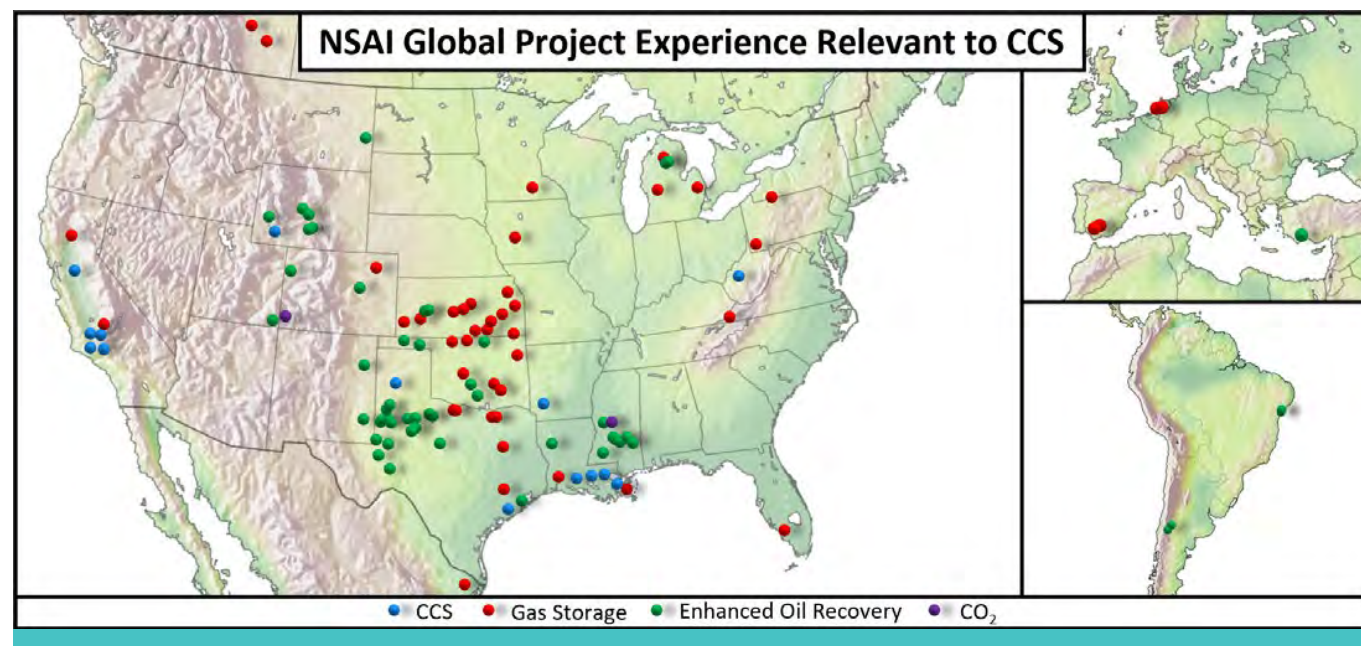 NSAI Global Project Experience Relevant to CCS
CCS Gas Storage Enhanced Oil Recovery CO₂